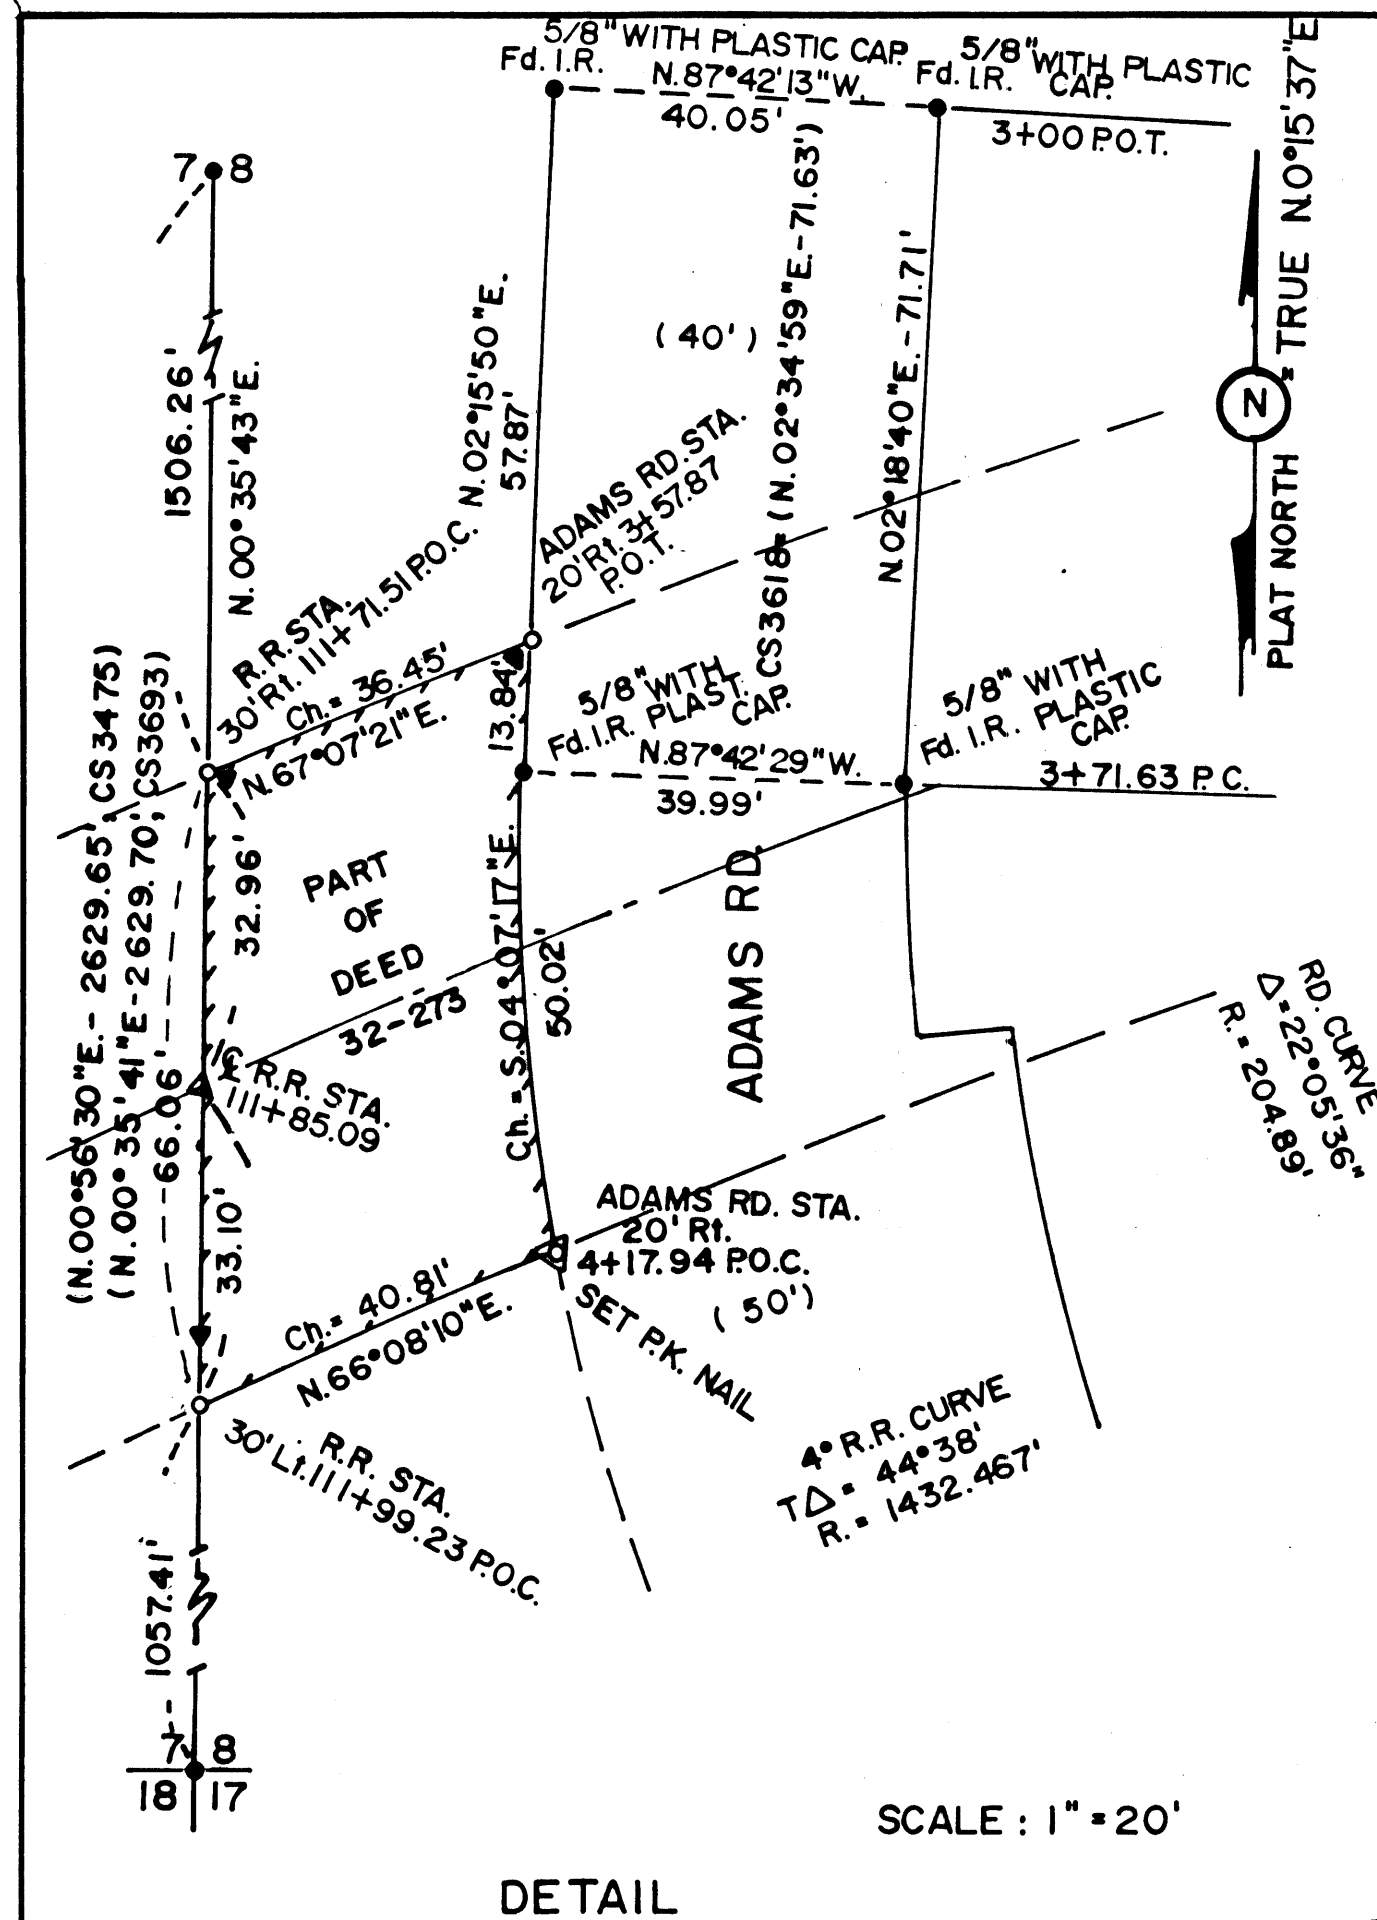 5/8" WITH PLASTIC CAP.
Fd. I.R.
N.87°42'13"W.
40.05'
5/8" WITH PLASTIC
Fd. I.R. CAP.
3+00 P.O.T.
PLAT NORTH = TRUE N.0°15'37"E
N
7 8
1506.26'
N.00°35'43"E.
N.02°15'50"E.
57.87'
(40')
CS3618=(N.02°34'59"E.-71.63')
N.02°18'40"E.-71.71'
R.R. STA.
30' Rt. 111+71.51 P.O.C.
Ch.= 36.45'
N.67°07'21"E.
ADAMS RD. STA.
20' Rt. 3+57.87
P.O.T.
13.84'
5/8" WITH
Fd. I.R. PLAST.
CAP.
N.87°42'29"W.
39.99'
5/8" WITH
Fd. I.R. PLASTIC
CAP.
3+71.63 P.C.
(N.00°56'30"E.- 2629.65', CS3475)
(N.00°35'41"E-2629.70', CS3693)
66.06'
32.96'
PART
OF
DEED
32-273
Ch.= S.04°07'17"E.
50.02'
ADAMS RD.
RD. CURVE
Δ=22°05'36"
R.= 204.89'
℄ R.R. STA.
111+85.09
33.10'
ADAMS RD. STA.
20' Rt.
4+17.94 P.O.C.
(50')
SET P.K. NAIL
Ch.= 40.81'
N.66°08'10"E.
R.R. STA.
30' Lt. 111+99.23 P.O.C.
4° R.R. CURVE
TΔ= 44°38'
R.= 1432.467'
1057.41'
7 8
18 17
SCALE : 1" = 20'
DETAIL